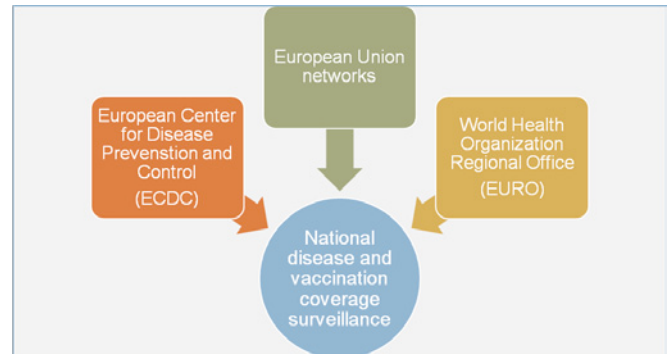 European Union
networks
European Center
for Disease
Prevenstion and
Control
(ECDC)
World Health
Organization
Regional Office
(EURO)
National
disease and
vaccination
coverage
surveillance